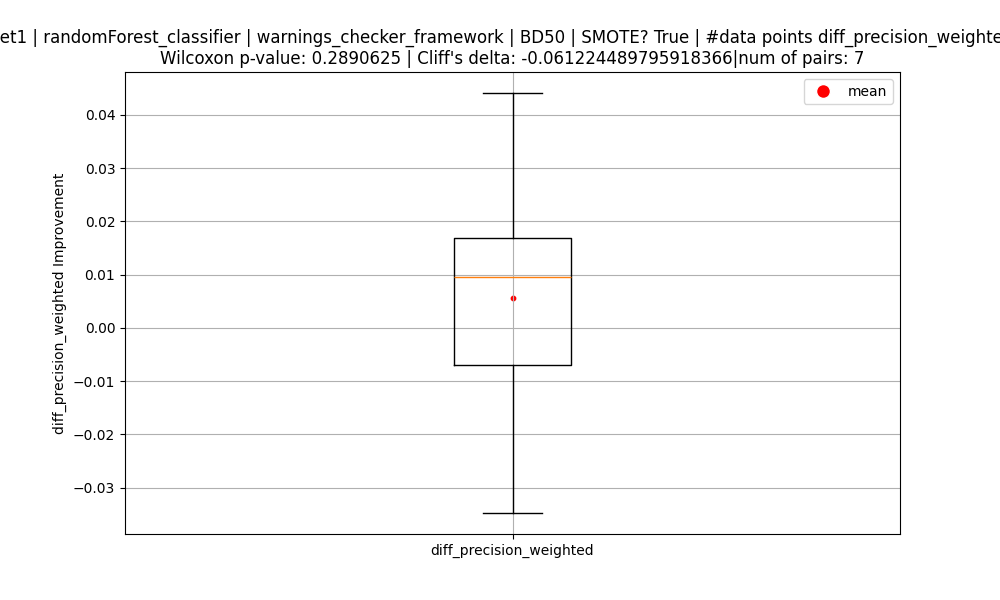 et1 | randomForest_classifier | warnings_checker_framework | BD50 | SMOTE? True | #data points diff_precision_weighte
Wilcoxon p-value: 0.2890625 | Cliff's delta: -0.061224489795918366|num of pairs: 7
mean
0.04
0.03
0.02
0.01
0.00
−0.01
−0.02
−0.03
diff_precision_weighted Improvement
diff_precision_weighted